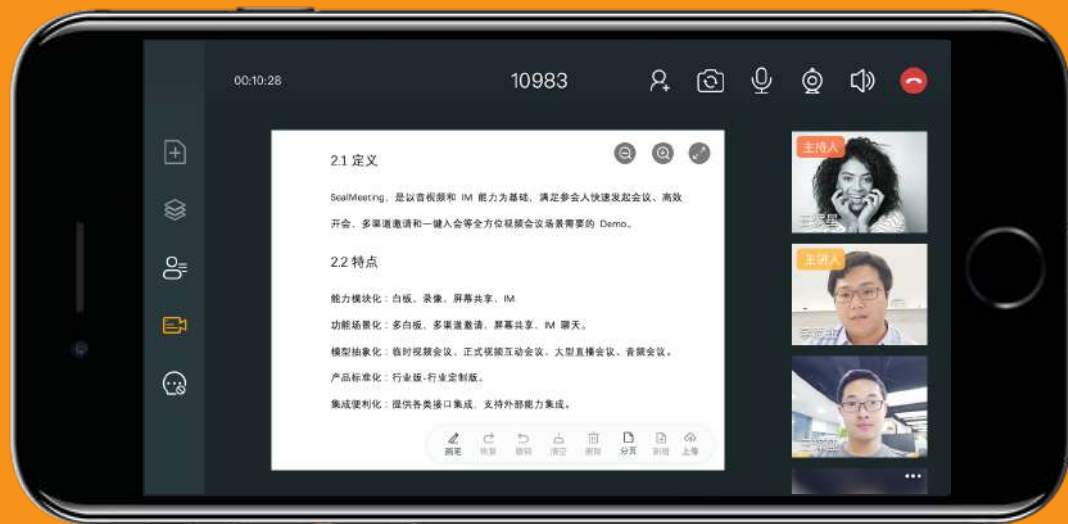 00:10:28
10983
2.1 定义
SealMeeting，是以音视频和 IM 能力为基础，满足参会人快速发起会议、高效
开会、多渠道邀请和一键入会等全方位视频会议场景需要的 Demo。
2.2 特点
能力模块化：白板、录像、屏幕共享、IM
功能场景化：多白板、多渠道邀请、屏幕共享、IM 聊天。
模型抽象化：临时视频会议、正式视频互动会议、大型直播会议、音频会议。
产品标准化：行业版-行业定制版。
集成便利化：提供各类接口集成，支持外部能力集成。
画笔 恢复 撤销 清空 删除 分页 新增 上传
主持人
主讲人